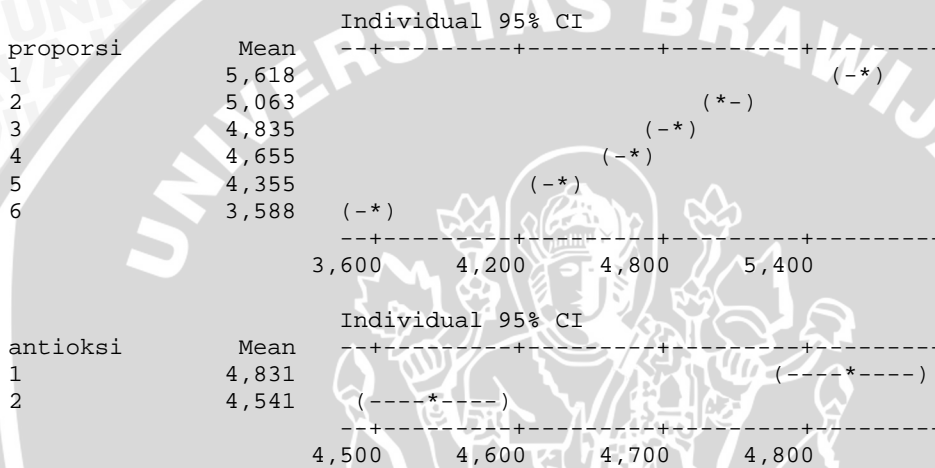 UNIVERSITAS BRAWIJ
Individual 95% CI
proporsi Mean --+---------+---------+---------+---------
1 5,618 (-*)
2 5,063 (*-)
3 4,835 (-*)
4 4,655 (-*)
5 4,355 (-*)
6 3,588 (-*)
--+---------+---------+---------+---------
3,600 4,200 4,800 5,400
Individual 95% CI
antioksi Mean --+---------+---------+---------+---------
1 4,831 (----*----)
2 4,541 (----*----)
--+---------+---------+---------+---------
4,500 4,600 4,700 4,800